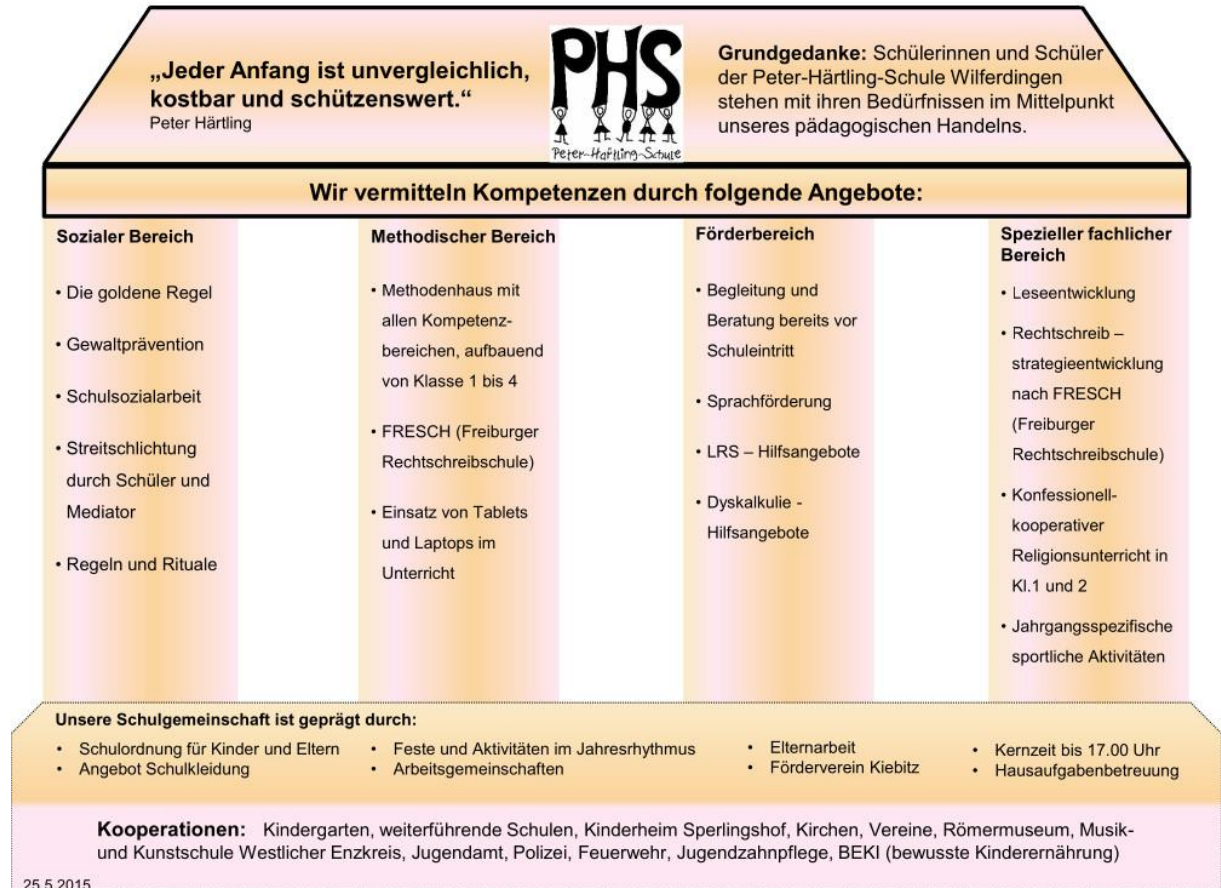 „Jeder Anfang ist unvergleichlich,
kostbar und schützenswert.“
Peter Härtling
PHS
Peter-Härtling-Schule
Grundgedanke: Schülerinnen und Schüler
der Peter-Härtling-Schule Wilferdingen
stehen mit ihren Bedürfnissen im Mittelpunkt
unseres pädagogischen Handelns.
Wir vermitteln Kompetenzen durch folgende Angebote:
Sozialer Bereich
• Die goldene Regel
• Gewaltprävention
• Schulsozialarbeit
• Streitschlichtung
durch Schüler und
Mediator
• Regeln und Rituale
Methodischer Bereich
• Methodenhaus mit
allen Kompetenz-
bereichen, aufbauend
von Klasse 1 bis 4
• FRESCH (Freiburger
Rechtschreibschule)
• Einsatz von Tablets
und Laptops im
Unterricht
Förderbereich
• Begleitung und
Beratung bereits vor
Schuleintritt
• Sprachförderung
• LRS – Hilfsangebote
• Dyskalkulie -
Hilfsangebote
Spezieller fachlicher
Bereich
• Leseentwicklung
• Rechtschreib –
strategieentwicklung
nach FRESCH
(Freiburger
Rechtschreibschule)
• Konfessionell-
kooperativer
Religionsunterricht in
Kl.1 und 2
• Jahrgangsspezifische
sportliche Aktivitäten
Unsere Schulgemeinschaft ist geprägt durch:
• Schulordnung für Kinder und Eltern
• Angebot Schulkleidung
• Feste und Aktivitäten im Jahresrhythmus
• Arbeitsgemeinschaften
• Elternarbeit
• Förderverein Kiebitz
• Kernzeit bis 17.00 Uhr
• Hausaufgabenbetreuung
Kooperationen: Kindergarten, weiterführende Schulen, Kinderheim Sperlingshof, Kirchen, Vereine, Römermuseum, Musik-
und Kunstschule Westlicher Enzkreis, Jugendamt, Polizei, Feuerwehr, Jugendzahnpflege, BEKI (bewusste Kinderernährung)
25.5.2015